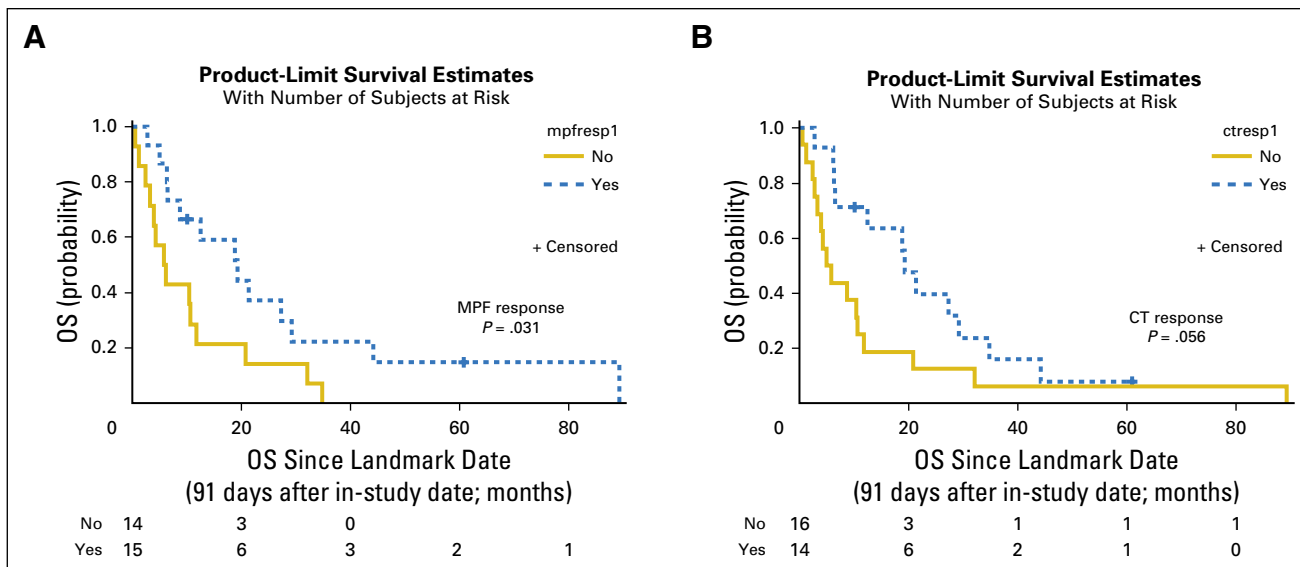 A
Product-Limit Survival Estimates
With Number of Subjects at Risk
mpfresp1
No
Yes
+ Censored
MPF response
P = .031
OS (probability)
1.0
0.8
0.6
0.4
0.2
0 20 40 60 80
OS Since Landmark Date
(91 days after in-study date; months)
No 14 3 0
Yes 15 6 3 2 1
B
Product-Limit Survival Estimates
With Number of Subjects at Risk
ctresp1
No
Yes
+ Censored
CT response
P = .056
OS (probability)
1.0
0.8
0.6
0.4
0.2
0 20 40 60 80
OS Since Landmark Date
(91 days after in-study date; months)
No 16 3 1 1 1
Yes 14 6 2 1 0